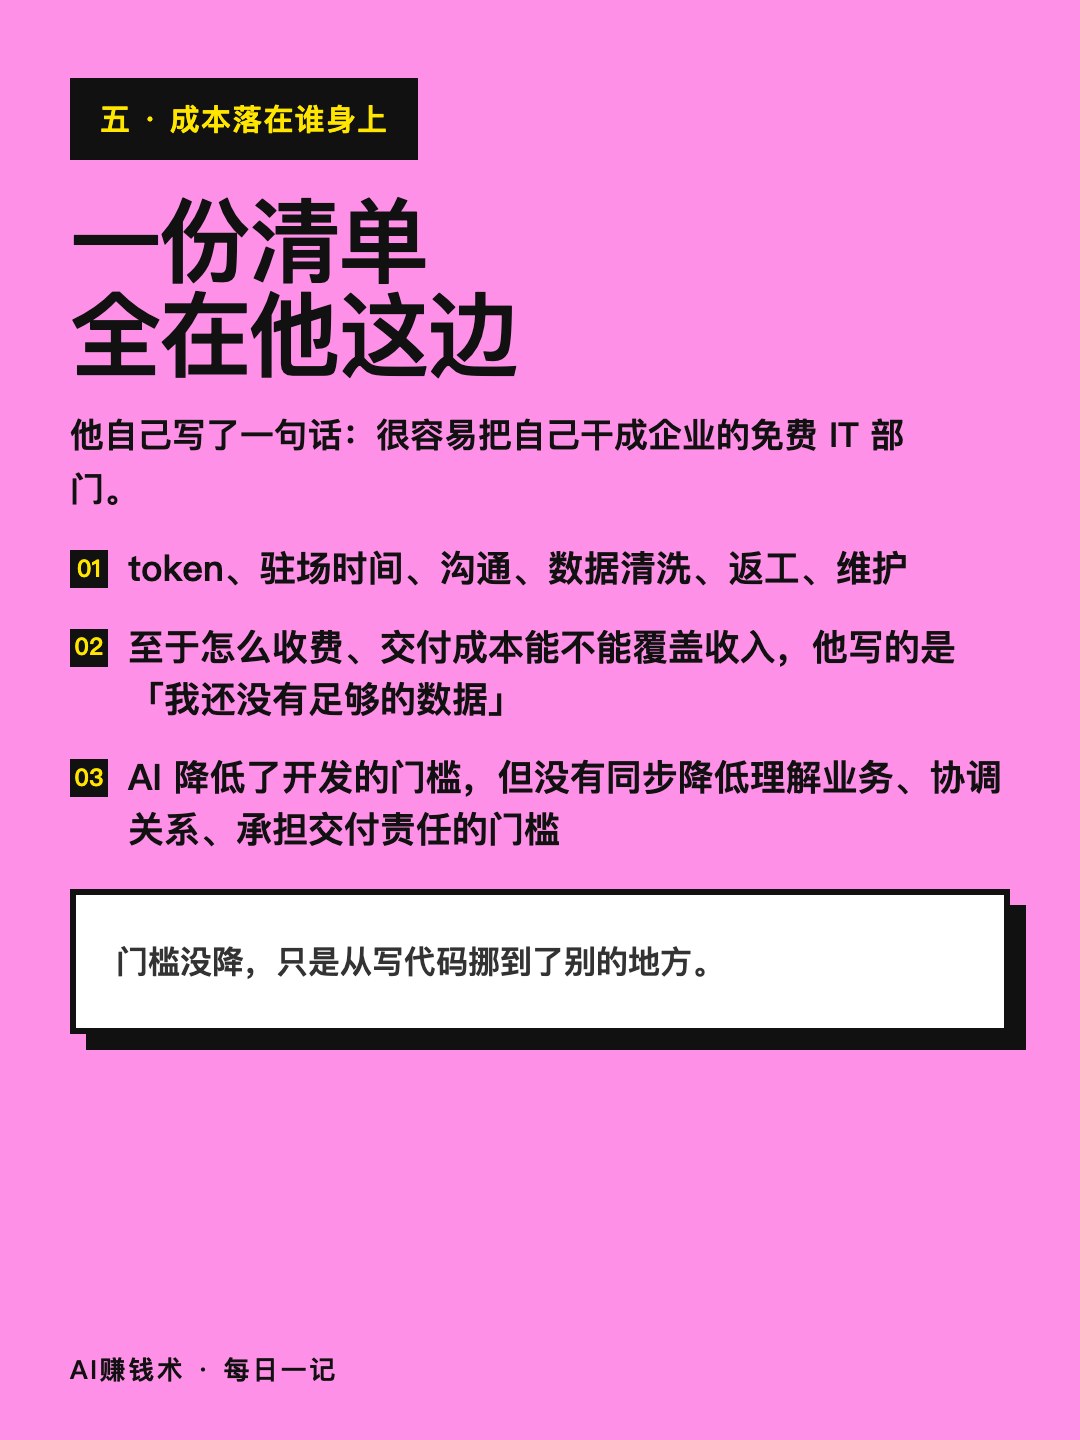 五 · 成本落在谁身上
一份清单
全在他这边
他自己写了一句话：很容易把自己干成企业的免费 IT 部
门。
01 token、驻场时间、沟通、数据清洗、返工、维护
02 至于怎么收费、交付成本能不能覆盖收入，他写的是
「我还没有足够的数据」
03 AI 降低了开发的门槛，但没有同步降低理解业务、协调
关系、承担交付责任的门槛
门槛没降，只是从写代码挪到了别的地方。
AI赚钱术 · 每日一记